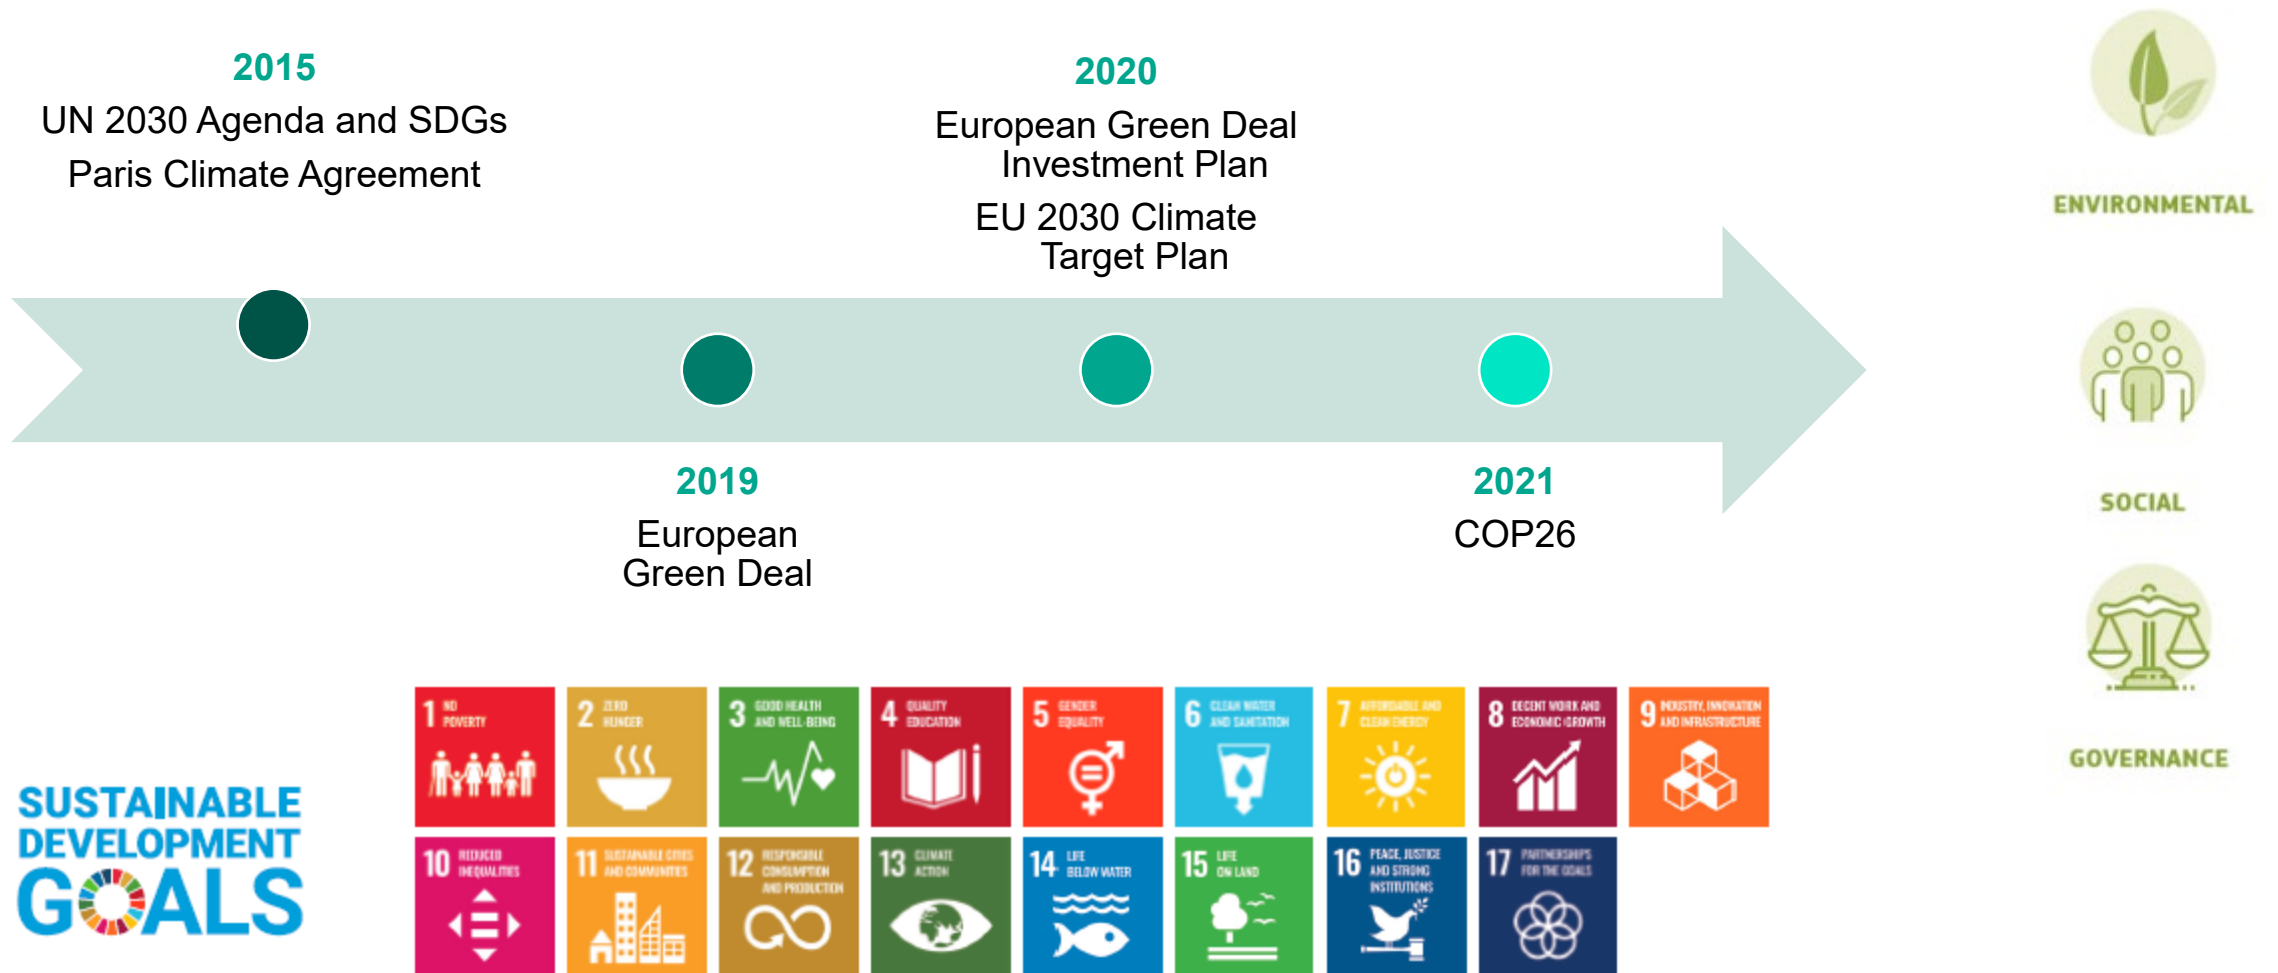 2015
UN 2030 Agenda and SDGs
Paris Climate Agreement
2020
European Green Deal
Investment Plan
EU 2030 Climate
Target Plan
2019
European
Green Deal
2021
COP26
ENVIRONMENTAL
SOCIAL
GOVERNANCE
SUSTAINABLE
DEVELOPMENT
GOALS
1 NO
POVERTY
2 ZERO
HUNGER
3 GOOD HEALTH
AND WELL-BEING
4 QUALITY
EDUCATION
5 GENDER
EQUALITY
6 CLEAN WATER
AND SANITATION
7 AFFORDABLE AND
CLEAN ENERGY
8 DECENT WORK AND
ECONOMIC GROWTH
9 INDUSTRY, INNOVATION
AND INFRASTRUCTURE
10 REDUCED
INEQUALITIES
11 SUSTAINABLE CITIES
AND COMMUNITIES
12 RESPONSIBLE
CONSUMPTION
AND PRODUCTION
13 CLIMATE
ACTION
14 LIFE
BELOW WATER
15 LIFE
ON LAND
16 PEACE, JUSTICE
AND STRONG
INSTITUTIONS
17 PARTNERSHIPS
FOR THE GOALS